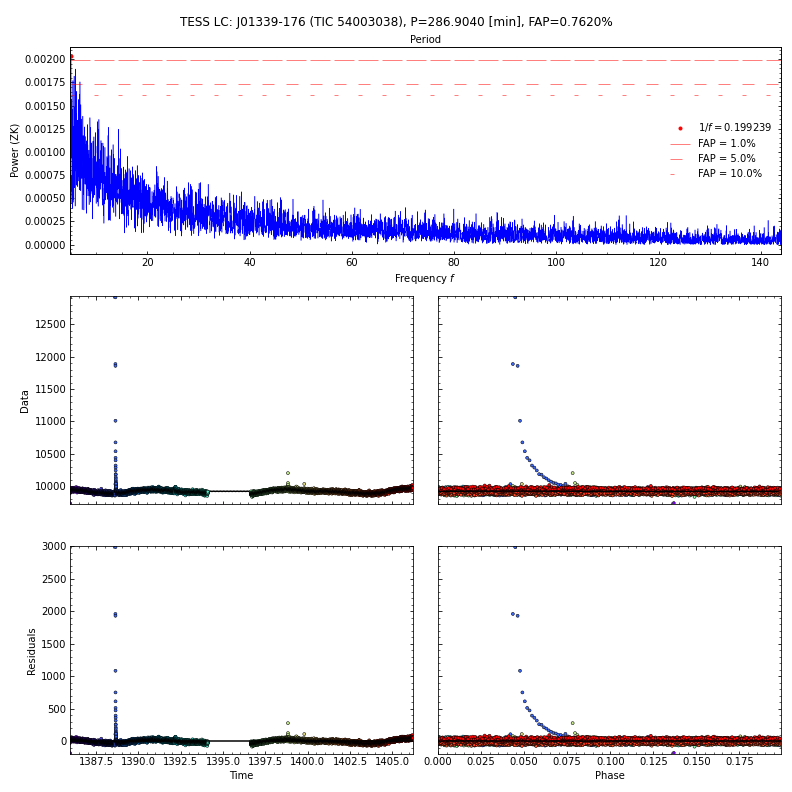 TESS LC: J01339-176 (TIC 54003038), P=286.9040 [min], FAP=0.7620%
Period
Power (ZK)
0.00200
0.00175
0.00150
0.00125
0.00100
0.00075
0.00050
0.00025
0.00000
1/f = 0.199239
FAP = 1.0%
FAP = 5.0%
FAP = 10.0%
20 40 60 80 100 120 140
Frequency f
Data
12500
12000
11500
11000
10500
10000
Residuals
3000
2500
2000
1500
1000
500
0
1387.5 1390.0 1392.5 1395.0 1397.5 1400.0 1402.5 1405.0
Time
0.000 0.025 0.050 0.075 0.100 0.125 0.150 0.175
Phase